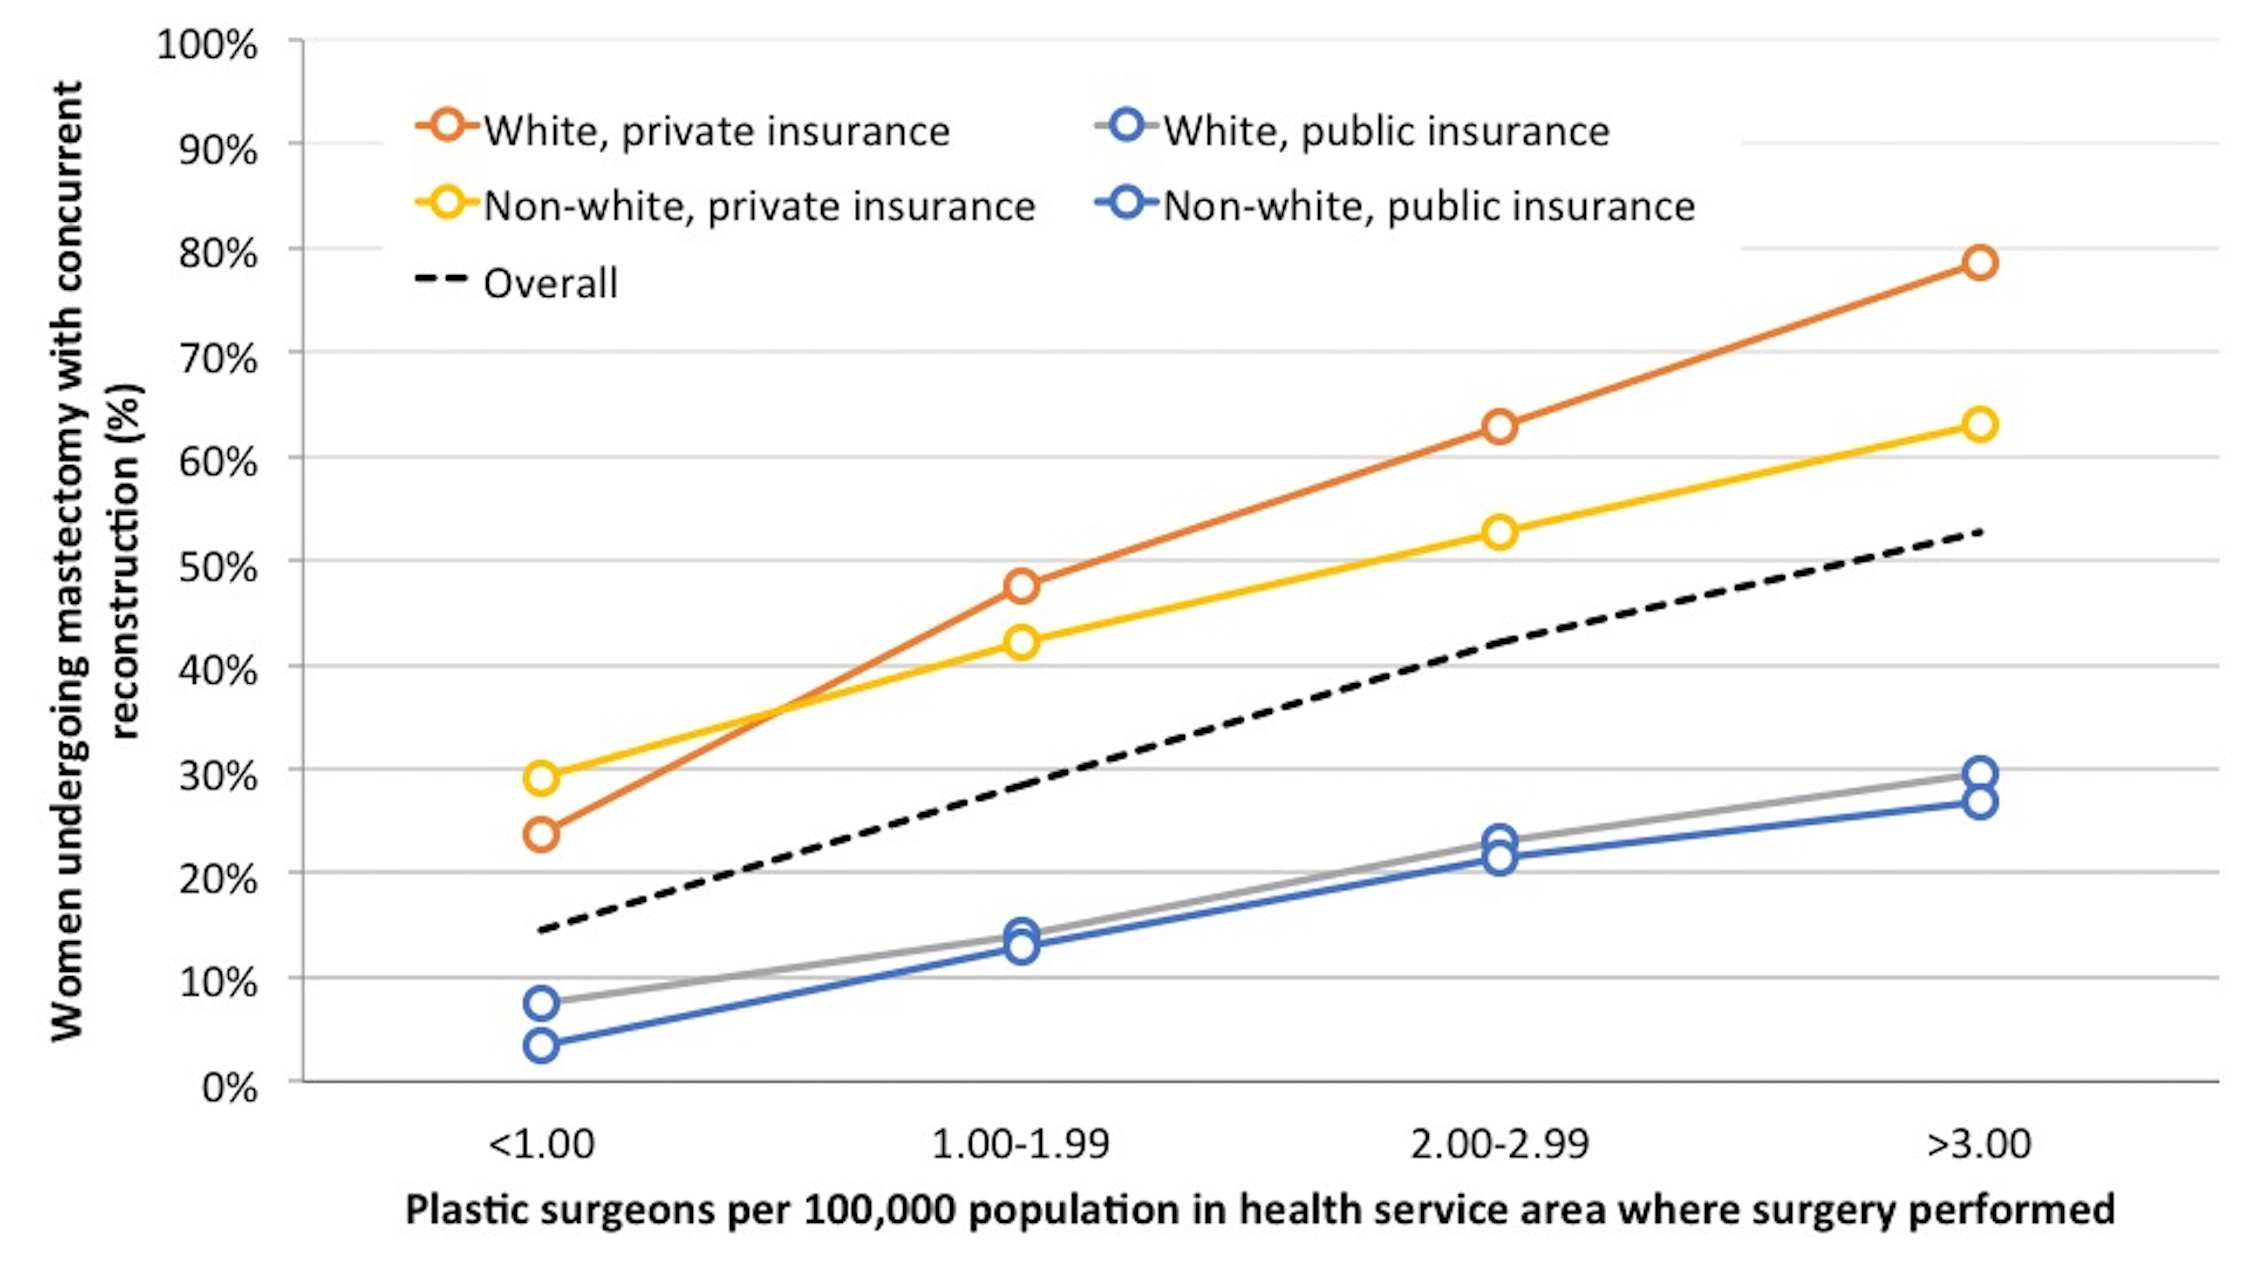 Women undergoing mastectomy with concurrent
reconstruction (%)
100%
90%
80%
70%
60%
50%
40%
30%
20%
10%
0%
White, private insurance
White, public insurance
Non-white, private insurance
Non-white, public insurance
Overall
<1.00
1.00-1.99
2.00-2.99
>3.00
Plastic surgeons per 100,000 population in health service area where surgery performed